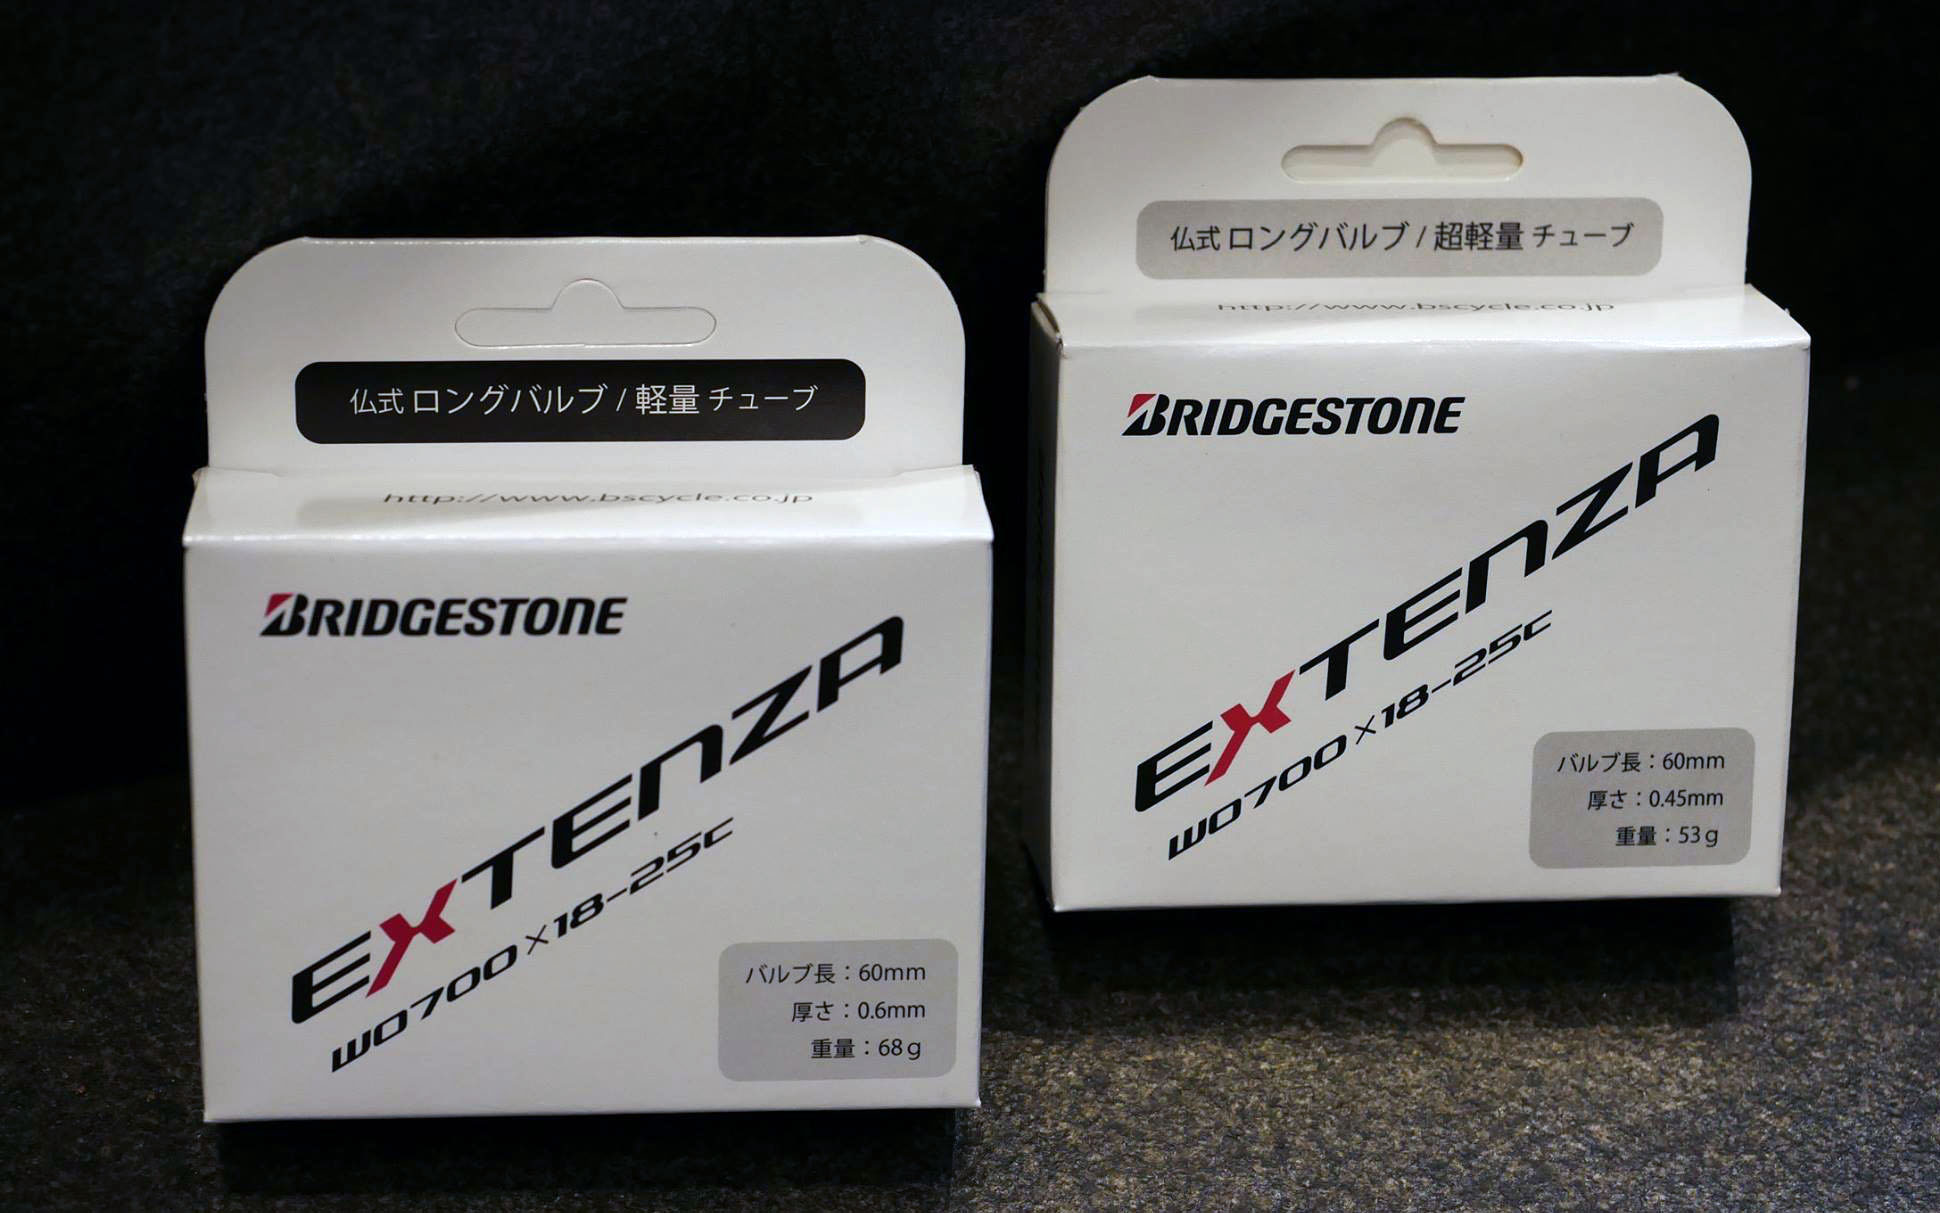 仏式 ロングバルブ / 軽量 チューブ
http://www.bscycle.co.jp
BRIDGESTONE
EXTENZA
WO700×18-25C
バルブ長：60mm
厚さ：0.6mm
重量：68g
仏式 ロングバルブ / 超軽量 チューブ
http://www.bscycle.co.jp
BRIDGESTONE
EXTENZA
WO700×18-25C
バルブ長：60mm
厚さ：0.45mm
重量：53g